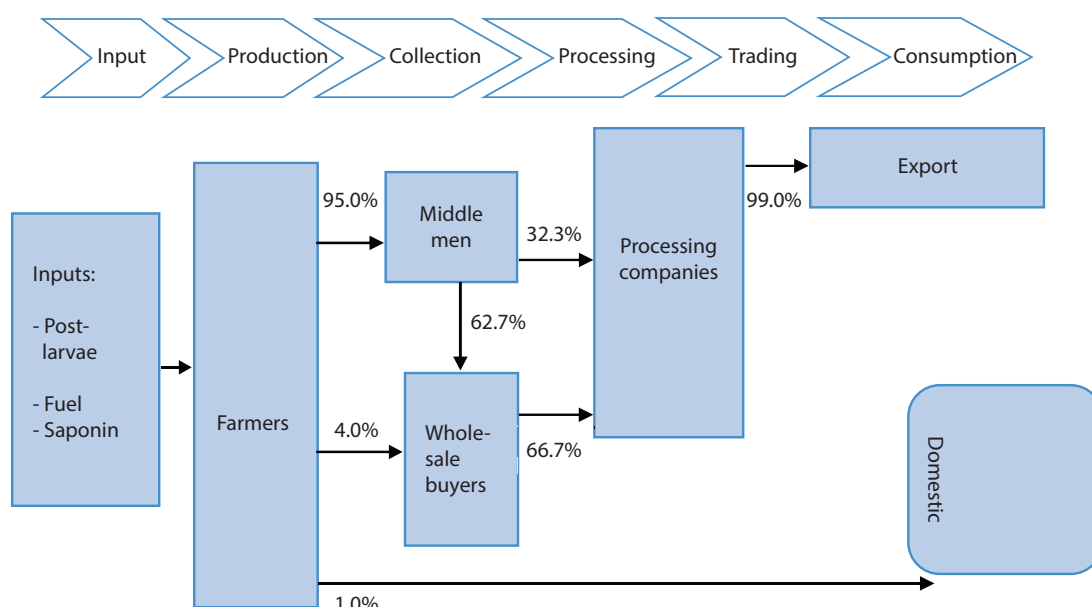 Input
Production
Collection
Processing
Trading
Consumption
Export
95.0%
Middle
men
99.0%
32.3%
Processing
companies
Inputs:
- Post-
larvae
- Fuel
- Saponin
62.7%
Farmers
4.0%
Whole-
sale
buyers
66.7%
Domestic
1.0%